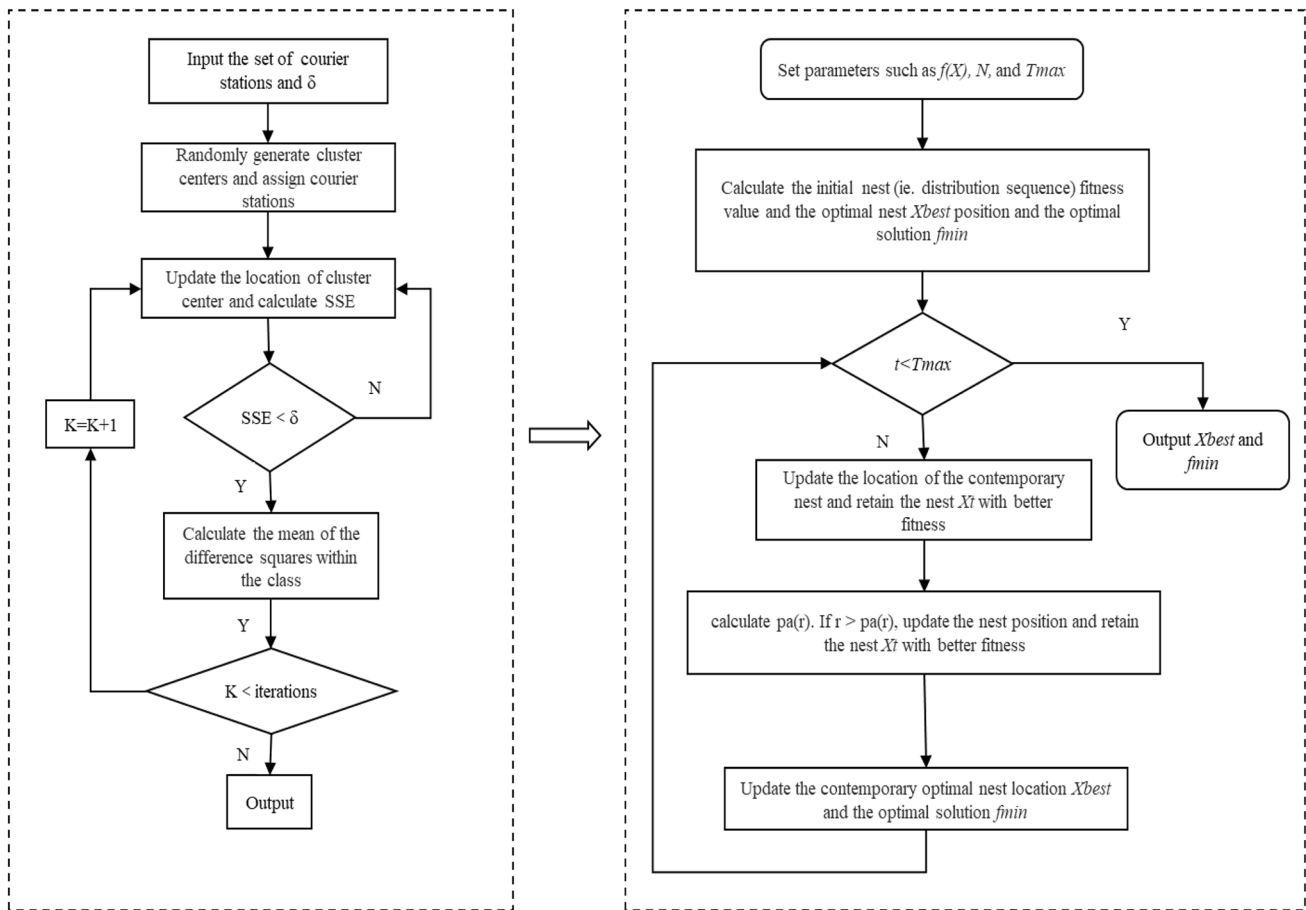 Input the set of courier
stations and δ
Randomly generate cluster
centers and assign courier
stations
Update the location of cluster
center and calculate SSE
N
SSE < δ
K=K+1
Y
Calculate the mean of the
difference squares within
the class
Y
K < iterations
N
Output
Set parameters such as f(X), N, and Tmax
Calculate the initial nest (ie. distribution sequence) fitness
value and the optimal nest Xbest position and the optimal
solution fmin
Y
t<Tmax
Output Xbest and
fmin
N
Update the location of the contemporary
nest and retain the nest Xt with better
fitness
calculate pa(r). If r > pa(r), update the nest position and retain
the nest Xt with better fitness
Update the contemporary optimal nest location Xbest
and the optimal solution fmin